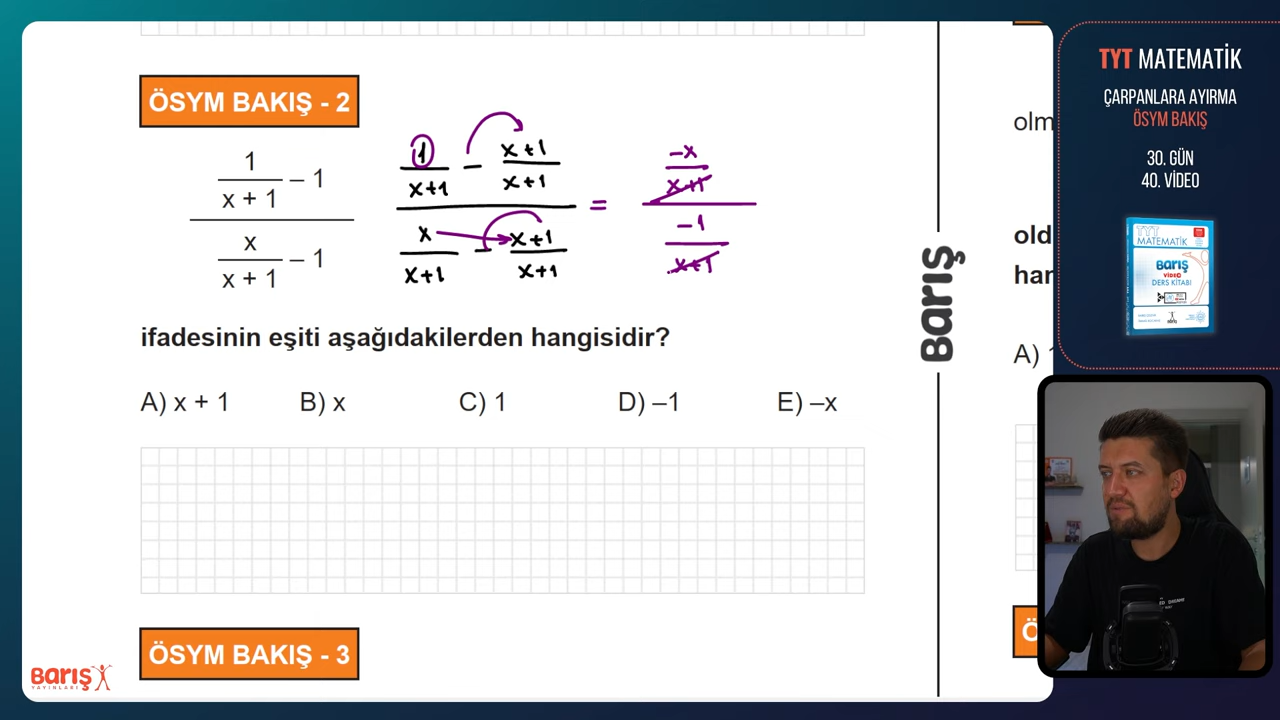 ÖSYM BAKIŞ - 2
1
x + 1
– 1
x
x + 1
– 1
1
x+1
–
x+1
x+1
x
x+1
–
x+1
x+1
=
-x
x+1
-1
x+1
ifadesinin eşiti aşağıdakilerden hangisidir?
A) x + 1 B) x C) 1 D) –1 E) –x
ÖSYM BAKIŞ - 3
BARIŞ
YAYINLARI
BARIŞ
olm
old
har
A) 1
Ö
TYT MATEMATİK
ÇARPANLARA AYIRMA
ÖSYM BAKIŞ
30. GÜN
40. VİDEO
TYT
MATEMATİK
BARIŞ
VİDEO
DERS KİTABI